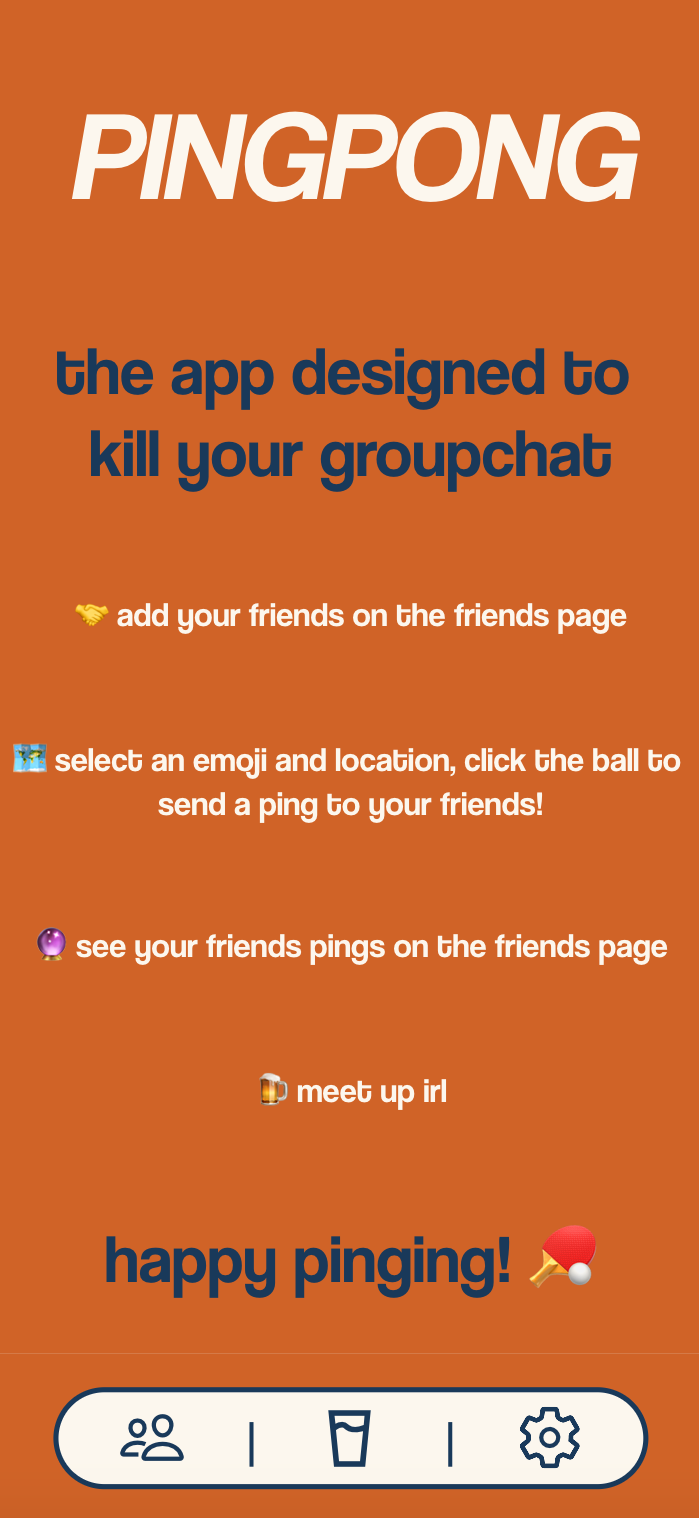 PINGPONG
the app designed to
kill your groupchat
🤝 add your friends on the friends page
🗺️ select an emoji and location, click the ball to
send a ping to your friends!
🔮 see your friends pings on the friends page
🍺 meet up irl
happy pinging! 🏓